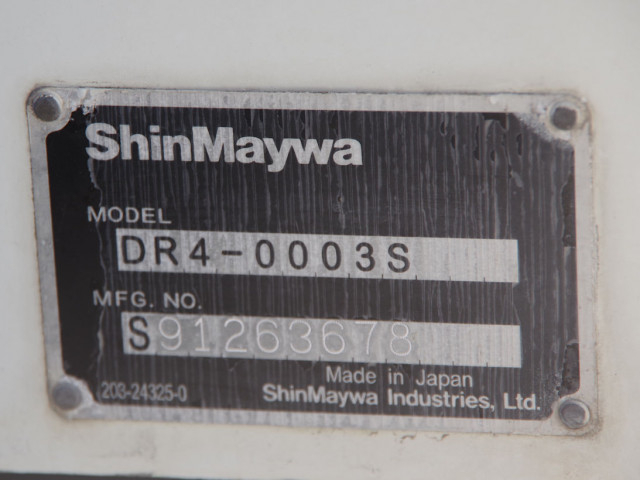 ShinMaywa
MODEL
DR4-0003S
MFG. NO.
S91263678
Made in Japan
203-24325-0
ShinMaywa Industries, Ltd.